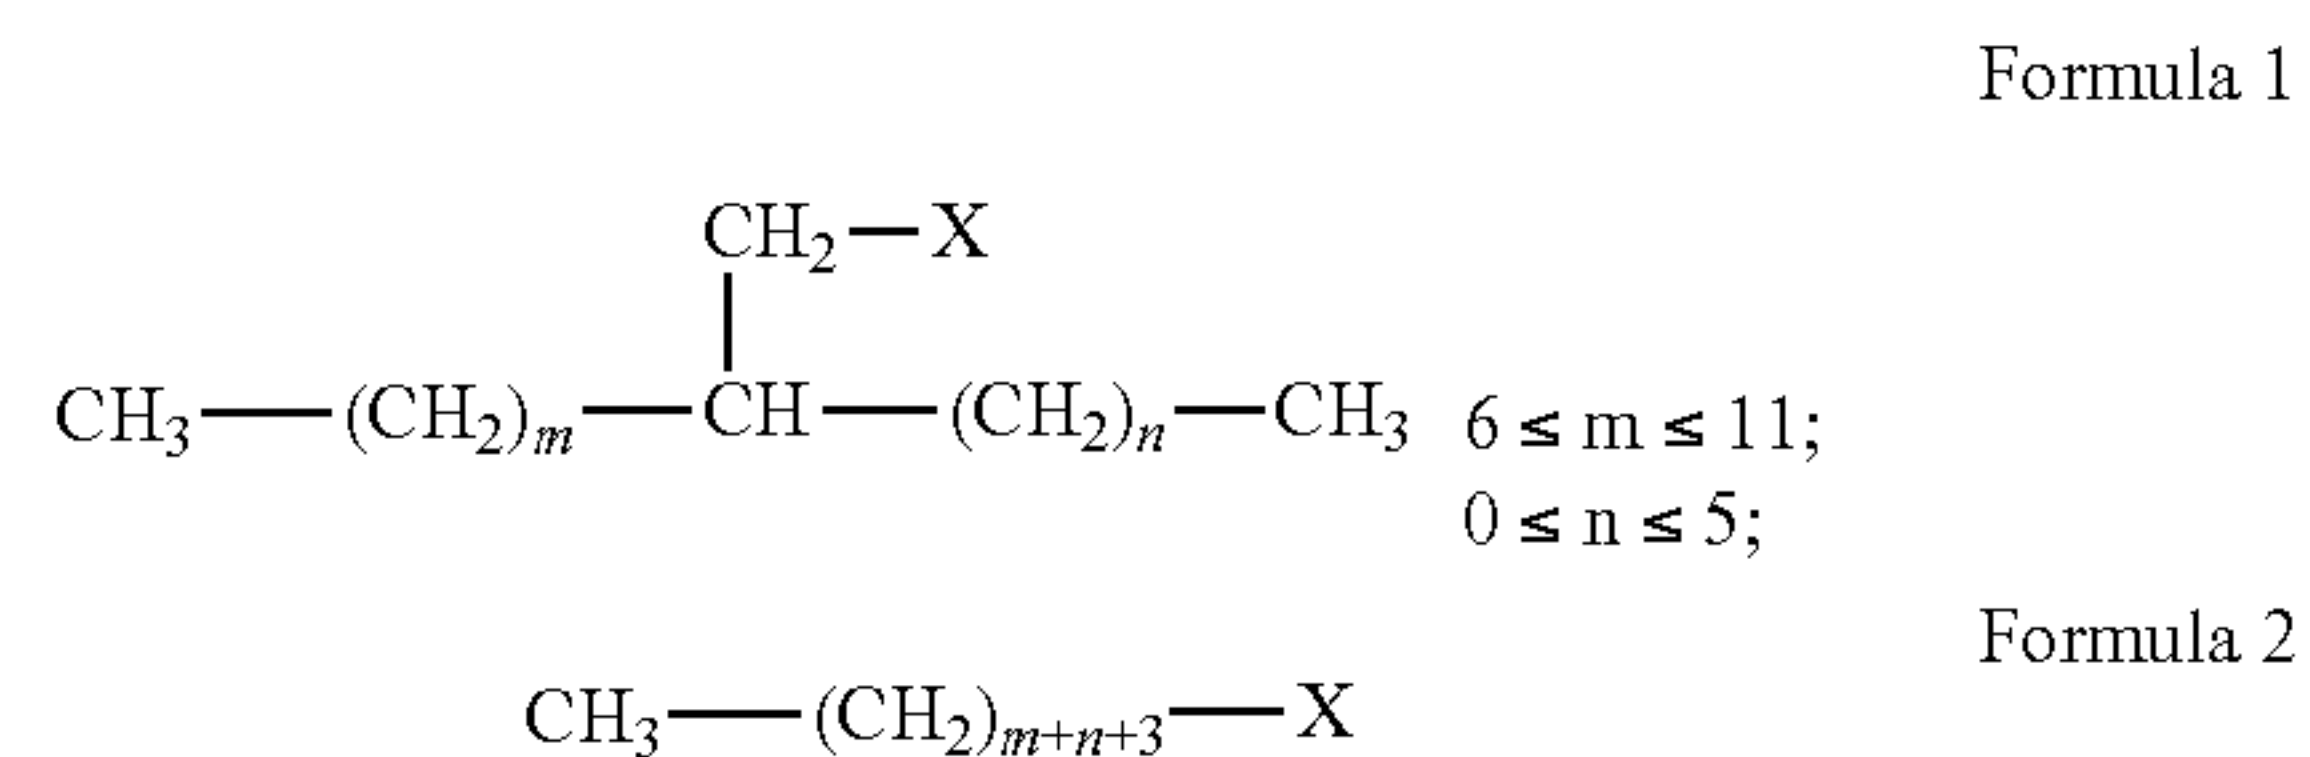 Formula 1
CH₂—X
CH₃—(CH₂)ₘ—CH—(CH₂)ₙ—CH₃ 6 ≤ m ≤ 11;
0 ≤ n ≤ 5;
Formula 2
CH₃—(CH₂)ₘ₊ₙ₊₃—X